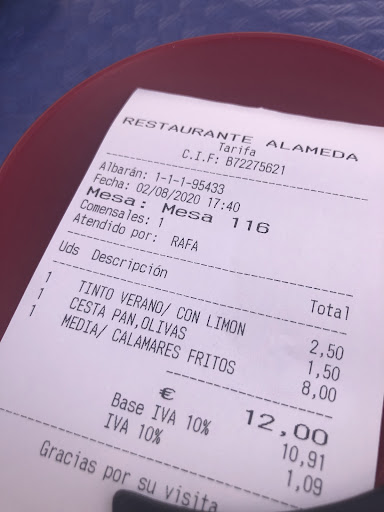 RESTAURANTE ALAMEDA
Tarifa
C.I.F: B72275621
Albarán: 1-1-1-95433
Fecha: 02/08/2020 17:40
Mesa: Mesa 116
Comensales: 1
Atendido por: RAFA
Uds Descripción Total
1 TINTO VERANO/ CON LIMON 2,50
1 CESTA PAN,OLIVAS 1,50
1 MEDIA/ CALAMARES FRITOS 8,00
€ 12,00
Base IVA 10% 10,91
IVA 10% 1,09
Gracias por su visita